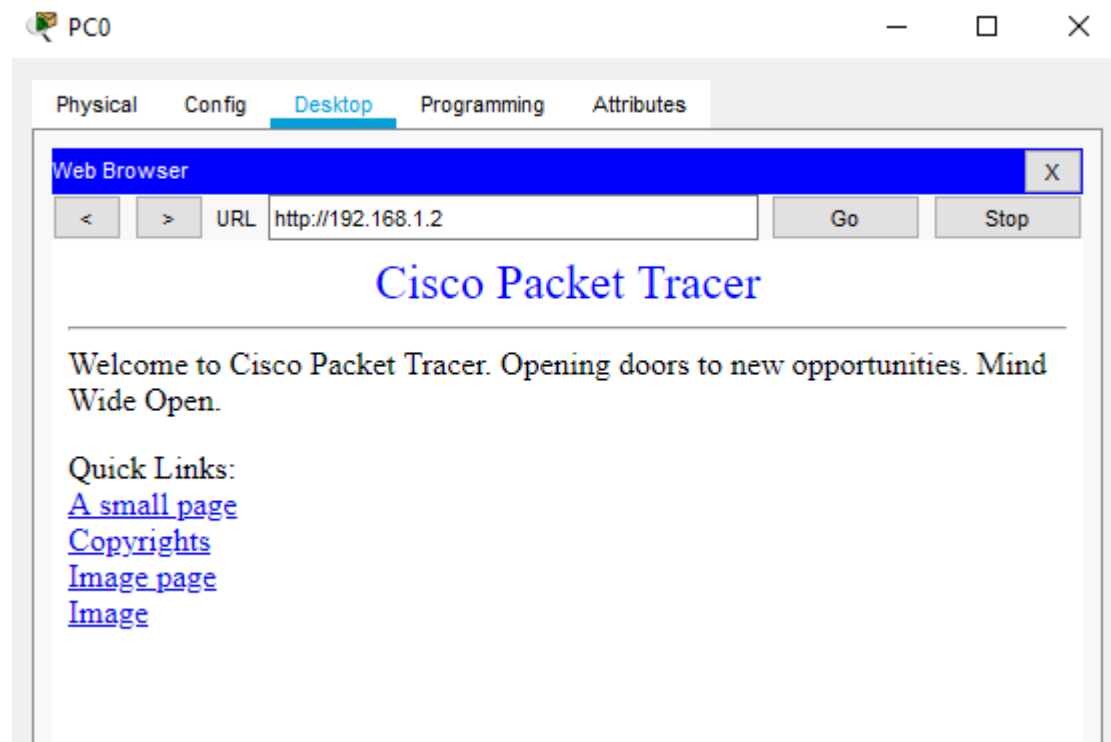 PC0
Physical Config Desktop Programming Attributes
Web Browser X
< > URL http://192.168.1.2 Go Stop
Cisco Packet Tracer
Welcome to Cisco Packet Tracer. Opening doors to new opportunities. Mind
Wide Open.
Quick Links:
A small page
Copyrights
Image page
Image